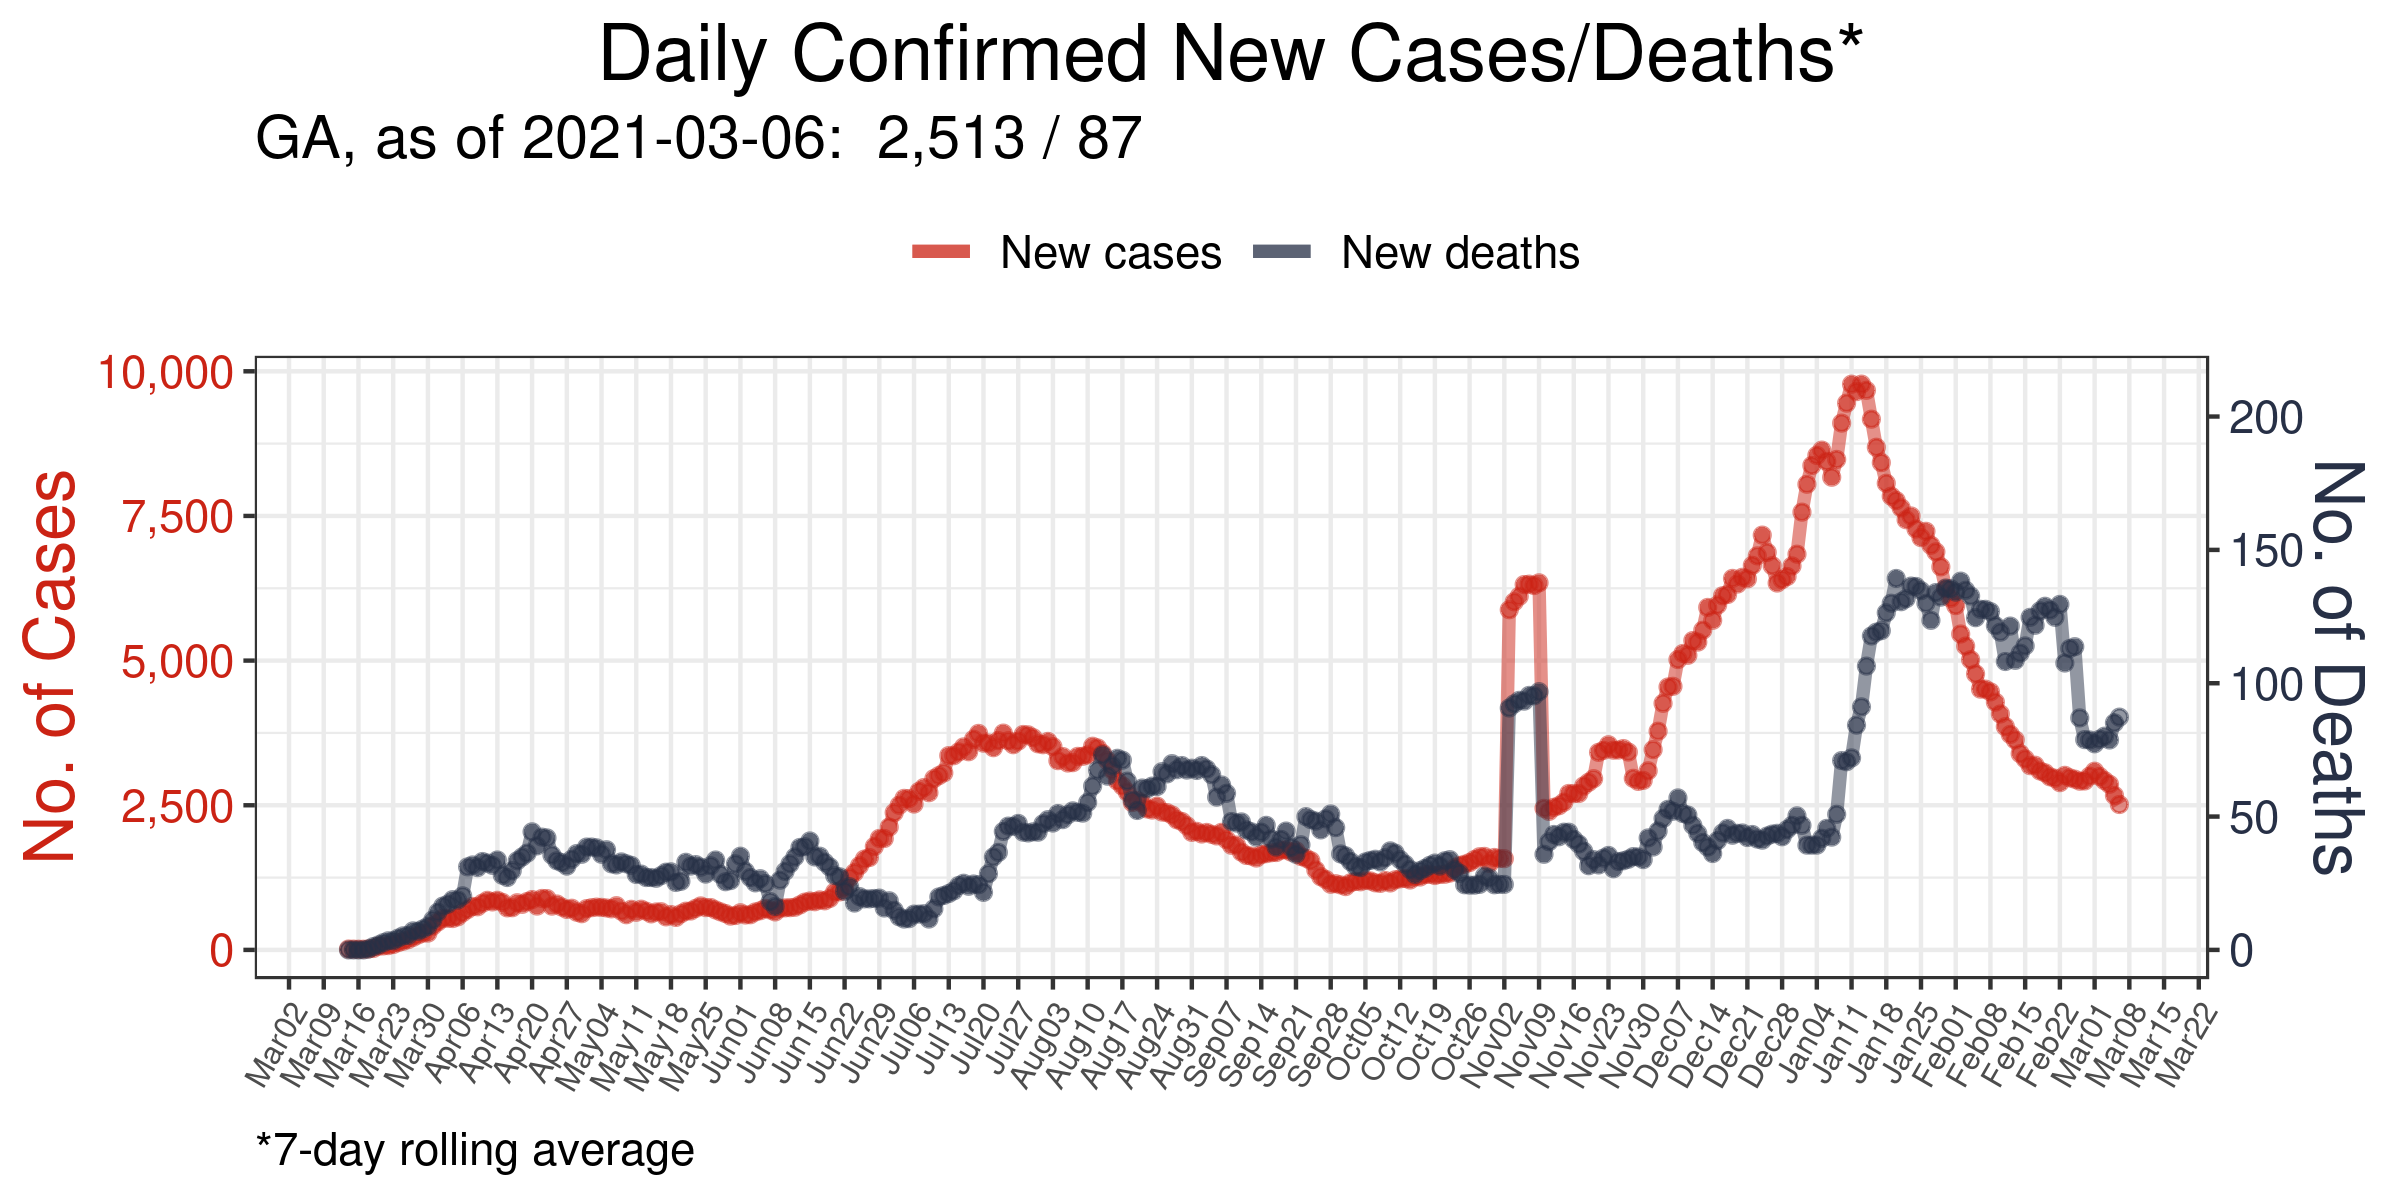 Daily Confirmed New Cases/Deaths*
GA, as of 2021-03-06:  2,513 / 87
New cases
New deaths
No. of Cases
10,000
7,500
5,000
2,500
0
200
150
100
50
0
No. of Deaths
Mar02
Mar09
Mar16
Mar23
Mar30
Apr06
Apr13
Apr20
Apr27
May04
May11
May18
May25
Jun01
Jun08
Jun15
Jun22
Jun29
Jul06
Jul13
Jul20
Jul27
Aug03
Aug10
Aug17
Aug24
Aug31
Sep07
Sep14
Sep21
Sep28
Oct05
Oct12
Oct19
Oct26
Nov02
Nov09
Nov16
Nov23
Nov30
Dec07
Dec14
Dec21
Dec28
Jan04
Jan11
Jan18
Jan25
Feb01
Feb08
Feb15
Feb22
Mar01
Mar08
Mar15
Mar22
*7-day rolling average